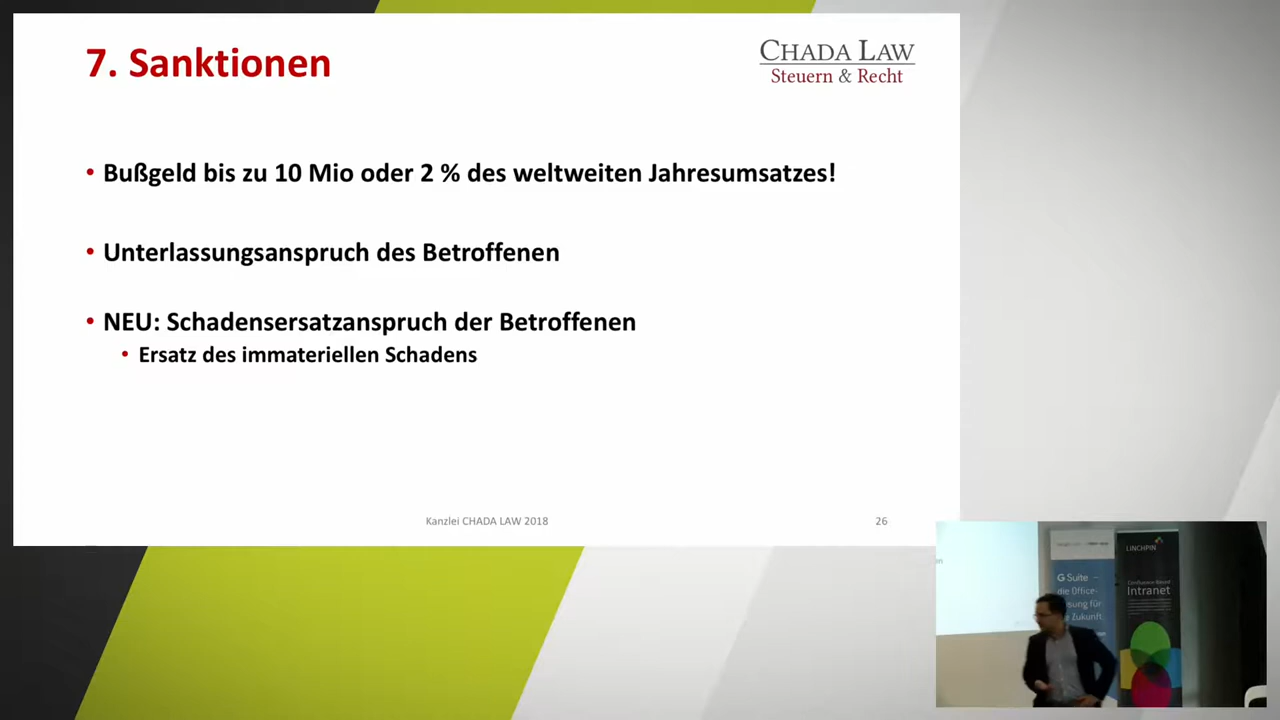 7. Sanktionen
CHADA LAW
Steuern & Recht
• Bußgeld bis zu 10 Mio oder 2 % des weltweiten Jahresumsatzes!
• Unterlassungsanspruch des Betroffenen
• NEU: Schadensersatzanspruch der Betroffenen
• Ersatz des immateriellen Schadens
Kanzlei CHADA LAW 2018
26
G Suite –
die Office-
für
Zukunft.
LINCHPIN
Confluence-Based
Intranet